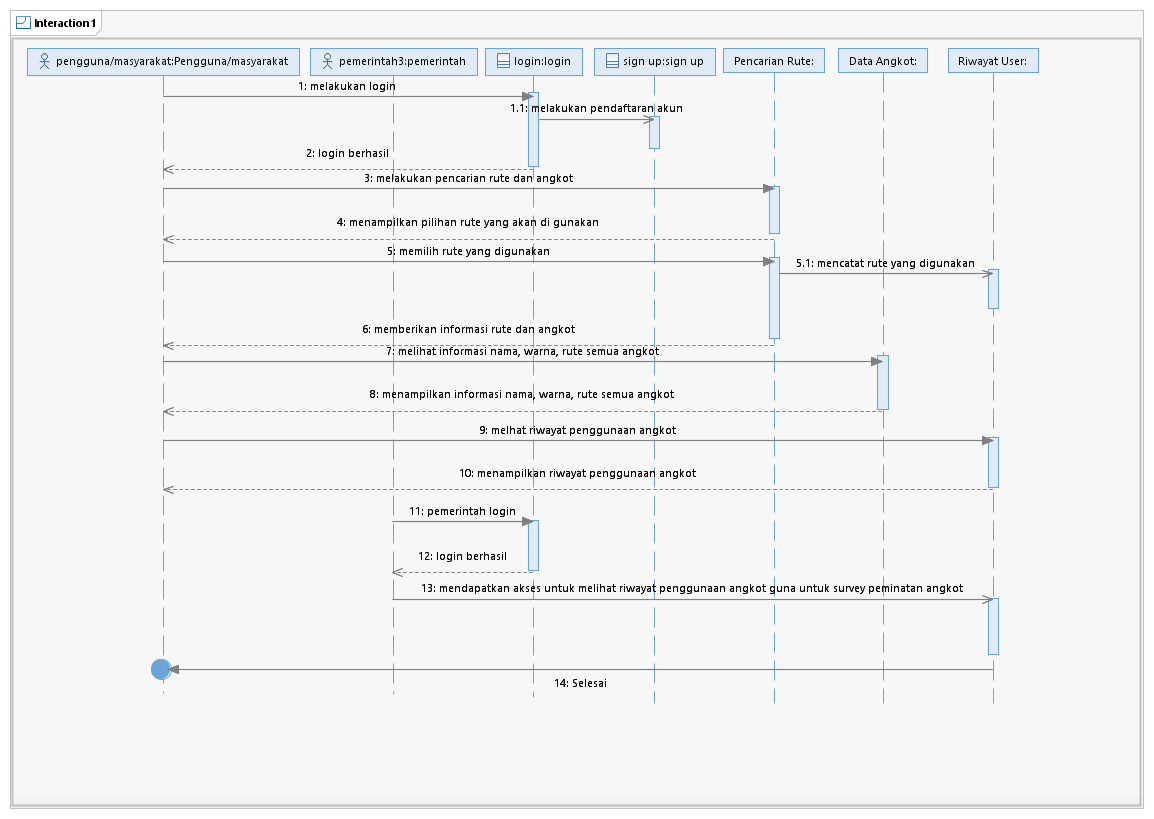 Interaction1
pengguna/masyarakat:Pengguna/masyarakat
pemerintah3:pemerintah
login:login
sign up:sign up
Pencarian Rute:
Data Angkot:
Riwayat User:
1: melakukan login
1.1: melakukan pendaftaran akun
2: login berhasil
3: melakukan pencarian rute dan angkot
4: menampilkan pilihan rute yang akan di gunakan
5: memilih rute yang digunakan
5.1: mencatat rute yang digunakan
6: memberikan informasi rute dan angkot
7: melihat informasi nama, warna, rute semua angkot
8: menampilkan informasi nama, warna, rute semua angkot
9: melhat riwayat penggunaan angkot
10: menampilkan riwayat penggunaan angkot
11: pemerintah login
12: login berhasil
13: mendapatkan akses untuk melihat riwayat penggunaan angkot guna untuk survey peminatan angkot
14: Selesai